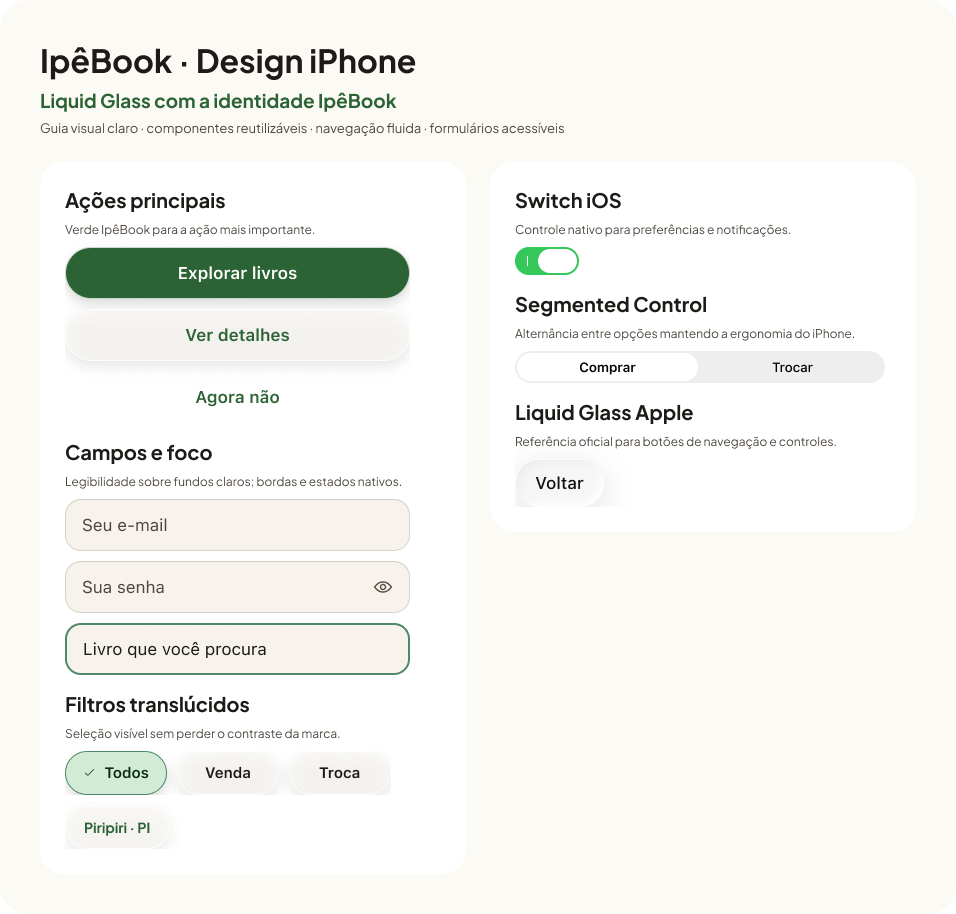 IpêBook · Design iPhone
Liquid Glass com a identidade IpêBook
Guia visual claro · componentes reutilizáveis · navegação fluida · formulários acessíveis
Ações principais
Verde IpêBook para a ação mais importante.
Explorar livros
Ver detalhes
Agora não
Campos e foco
Legibilidade sobre fundos claros; bordas e estados nativos.
Seu e-mail
Sua senha
Livro que você procura
Filtros translúcidos
Seleção visível sem perder o contraste da marca.
Todos
Venda
Troca
Piripiri · PI
Switch iOS
Controle nativo para preferências e notificações.
Segmented Control
Alternância entre opções mantendo a ergonomia do iPhone.
Comprar
Trocar
Liquid Glass Apple
Referência oficial para botões de navegação e controles.
Voltar